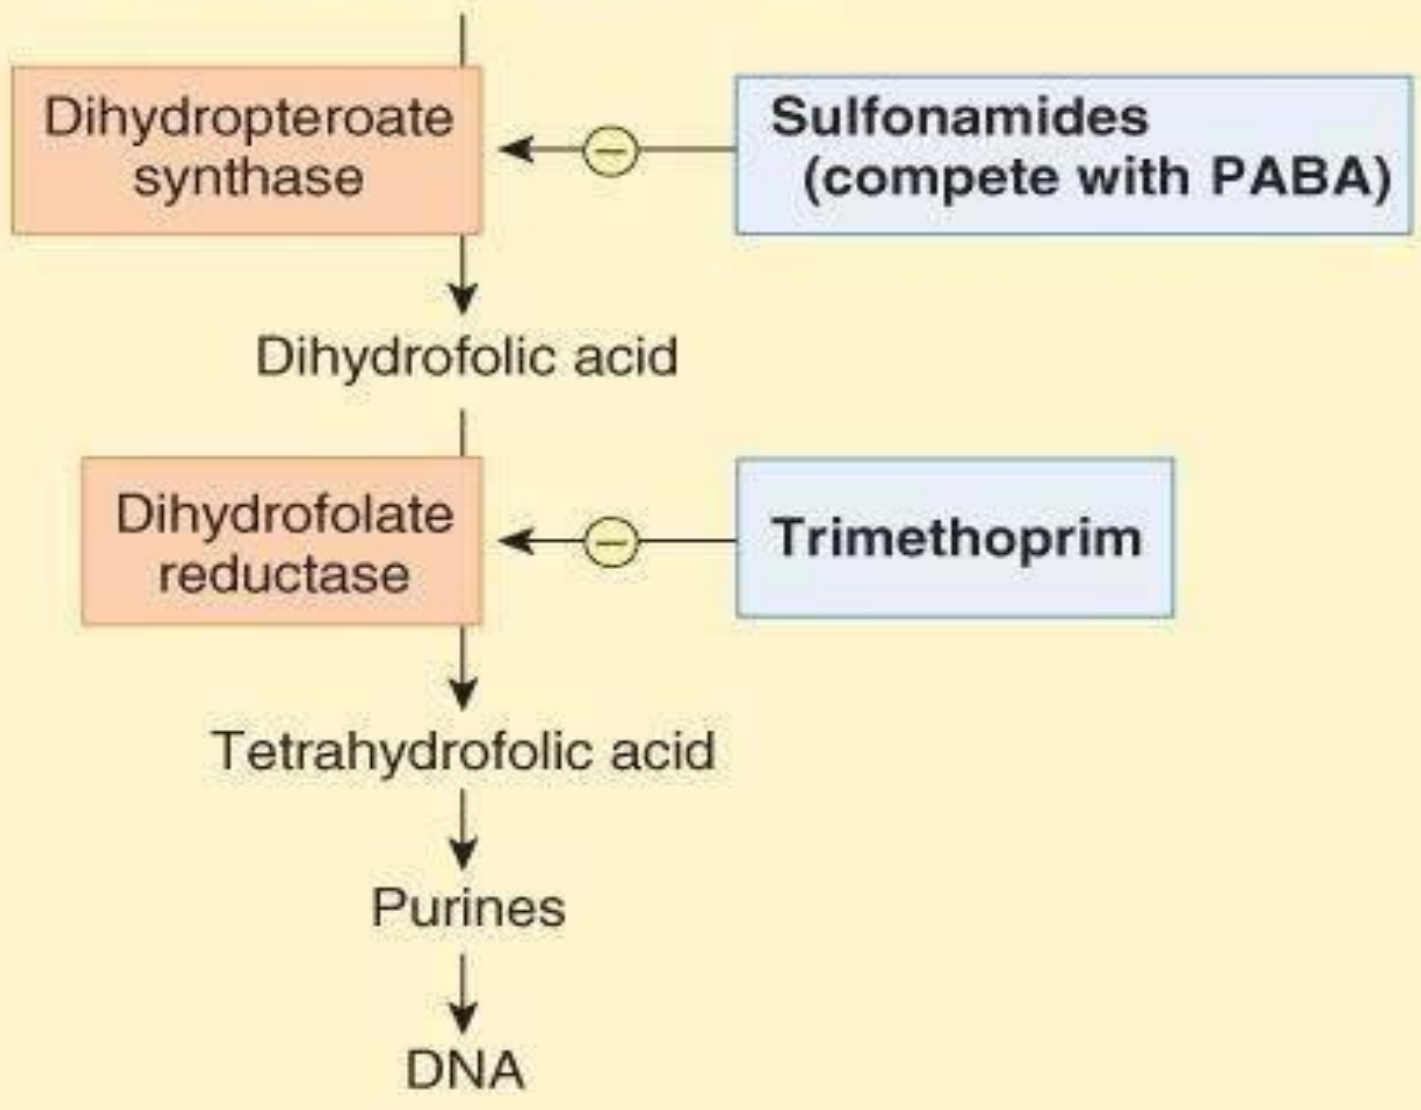 Dihydropteroate
synthase
Sulfonamides
(compete with PABA)
Dihydrofolic acid
Dihydrofolate
reductase
Trimethoprim
Tetrahydrofolic acid
Purines
DNA